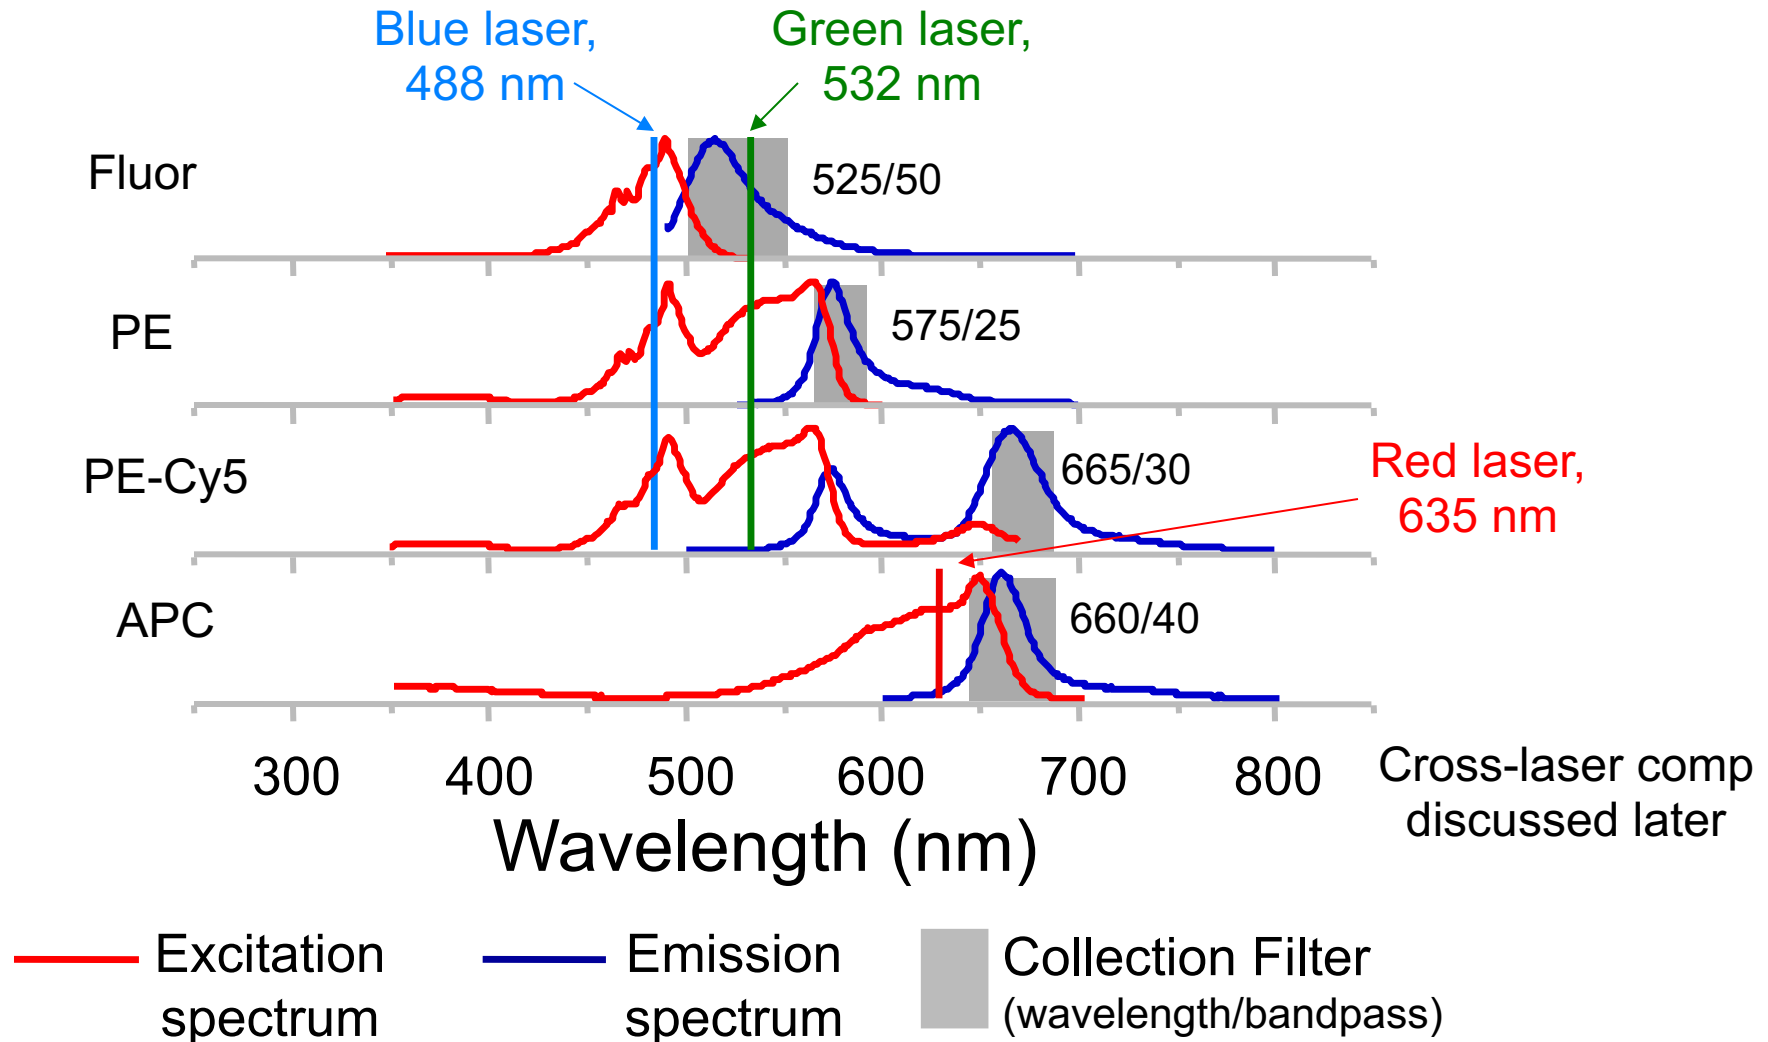 Blue laser,
488 nm
Green laser,
532 nm
Fluor
525/50
PE
575/25
PE-Cy5
665/30
Red laser,
635 nm
APC
660/40
300 400 500 600 700 800
Wavelength (nm)
Cross-laser comp
discussed later
Excitation
spectrum
Emission
spectrum
Collection Filter
(wavelength/bandpass)